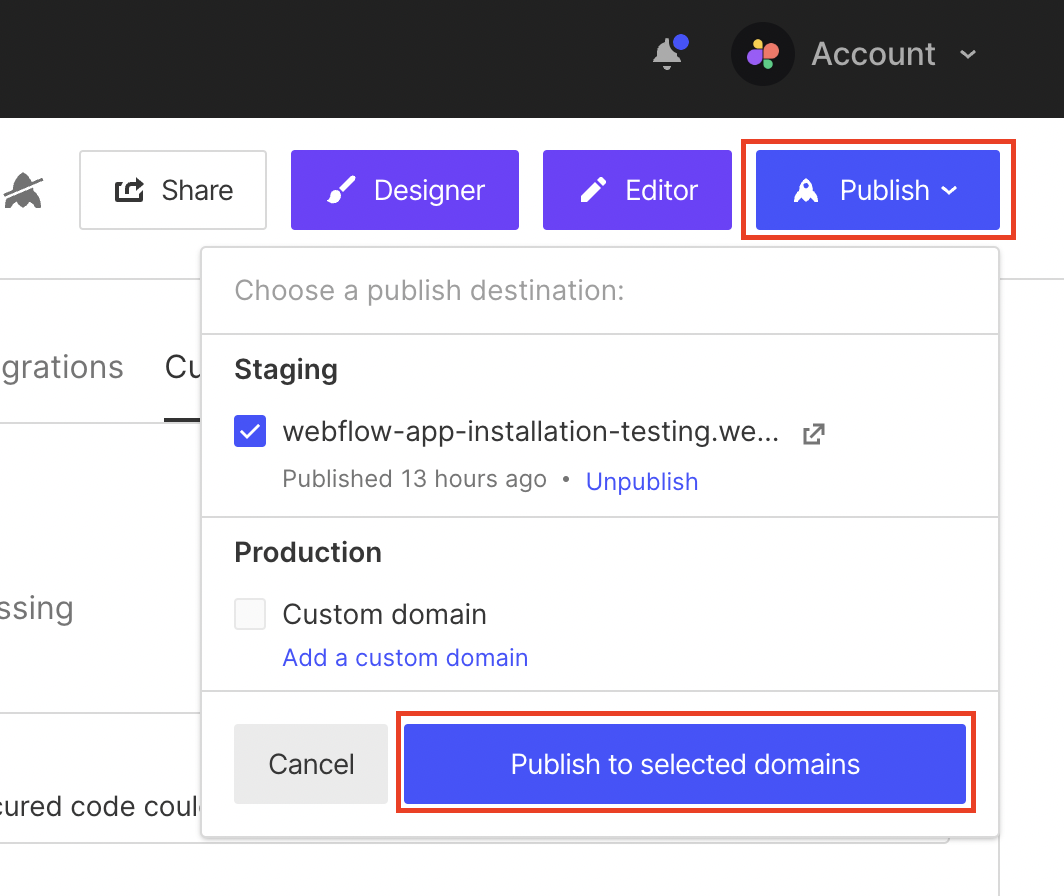 Account
Share
Designer
Editor
Publish
Choose a publish destination:
grations
Cu
Staging
webflow-app-installation-testing.we...
Published 13 hours ago • Unpublish
Production
Custom domain
ssing
Add a custom domain
Cancel
Publish to selected domains
cured code coul